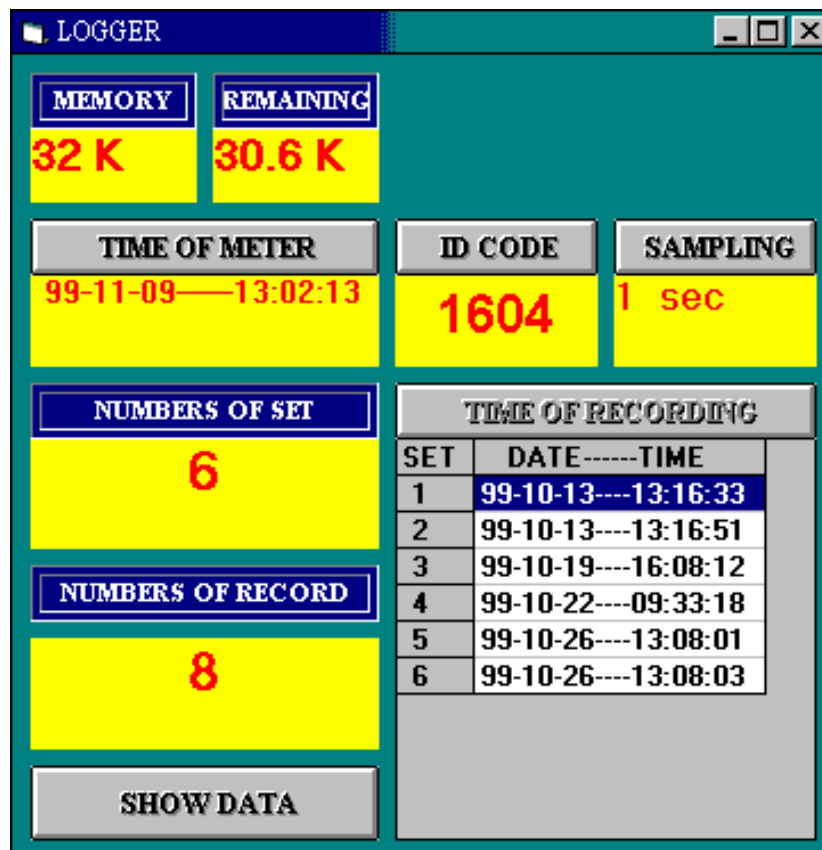 LOGGER
MEMORY REMAINING
32 K 30.6 K
TIME OF METER ID CODE SAMPLING
99-11-09-----13:02:13 1604 1 sec
NUMBERS OF SET
6
NUMBERS OF RECORD
8
SHOW DATA
TIME OF RECORDING
SET DATE------TIME
1 99-10-13----13:16:33
2 99-10-13----13:16:51
3 99-10-19----16:08:12
4 99-10-22----09:33:18
5 99-10-26----13:08:01
6 99-10-26----13:08:03